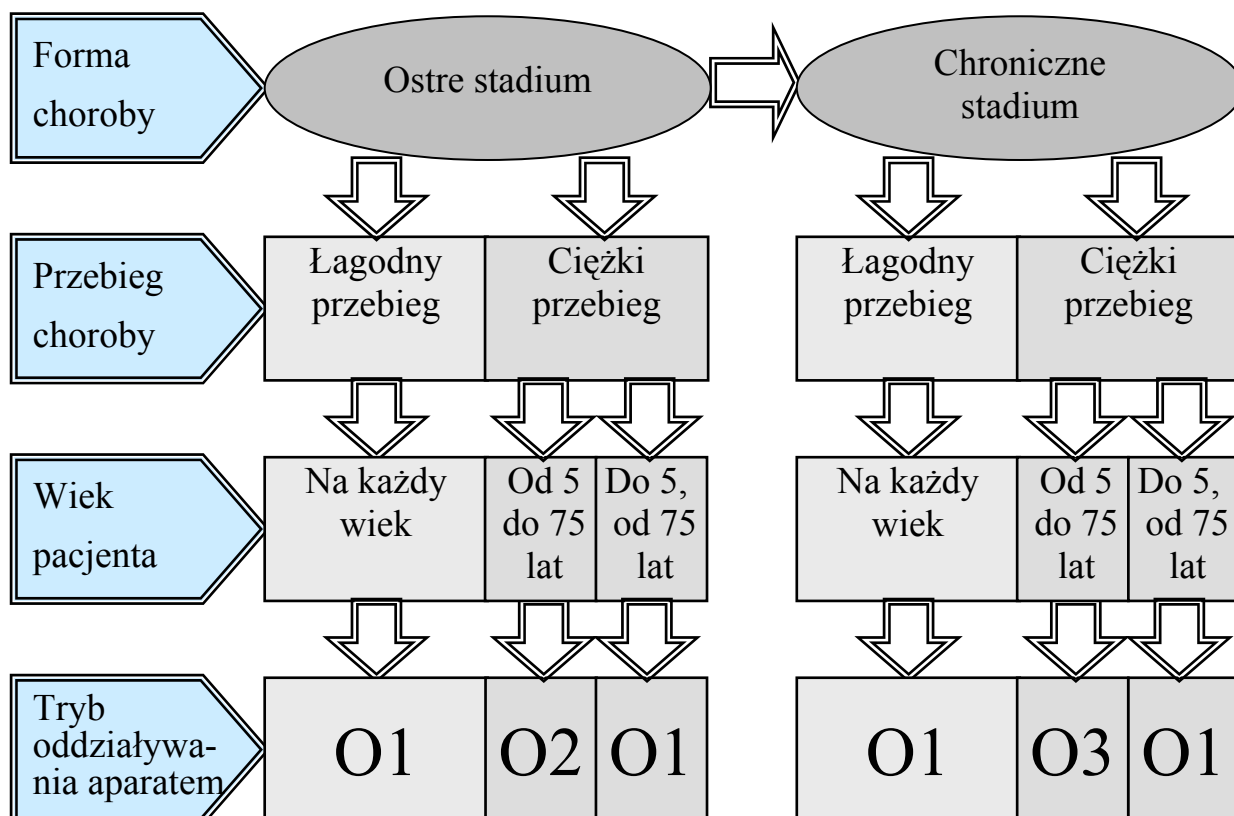 Forma
choroby
Ostre stadium
Chroniczne
stadium
Przebieg
choroby
Łagodny
przebieg
Ciężki
przebieg
Łagodny
przebieg
Ciężki
przebieg
Wiek
pacjenta
Na każdy
wiek
Od 5
do 75
lat
Do 5,
od 75
lat
Na każdy
wiek
Od 5
do 75
lat
Do 5,
od 75
lat
Tryb
oddziaływa-
nia aparatem
O1
O2
O1
O1
O3
O1